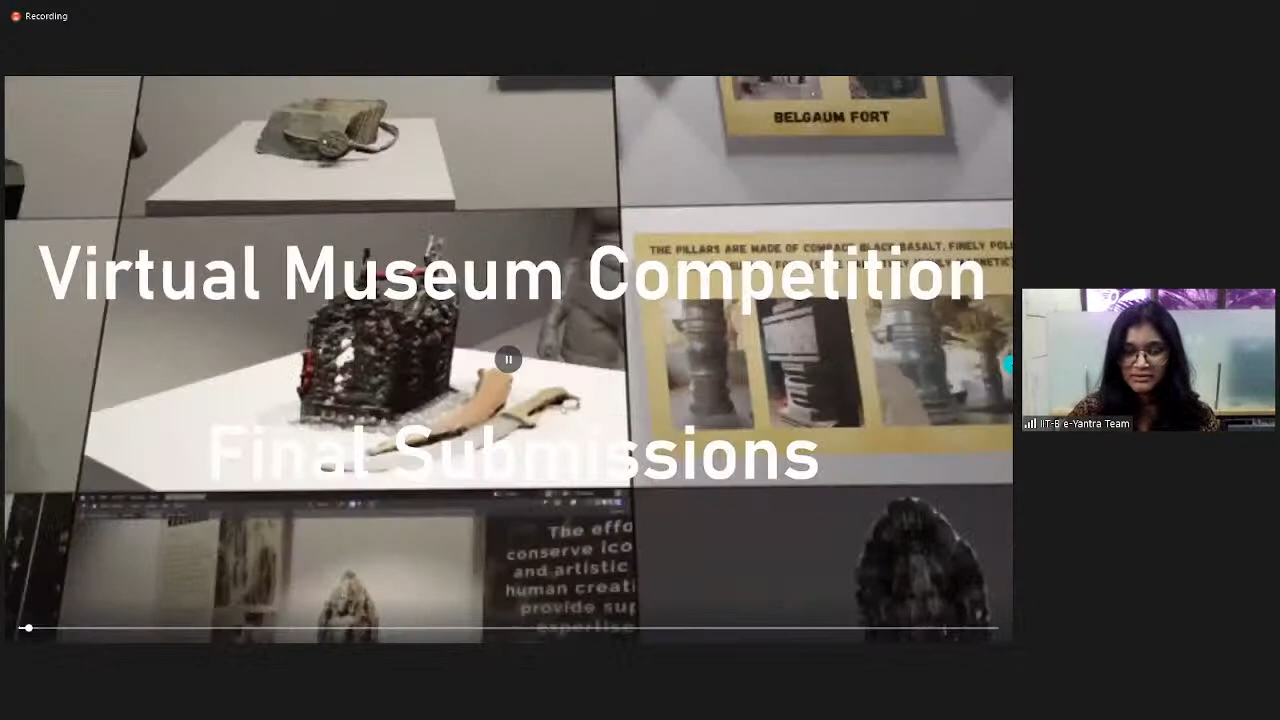 Recording
BELGAUM FORT
Virtual Museum Competition
THE PILLARS ARE MADE OF COMPACT BLACK BASALT, FINELY POL
Final Submissions
IIT-B e-Yantra Team
The effo
conserve ico
and artistic
human creati
provide sup
expertise